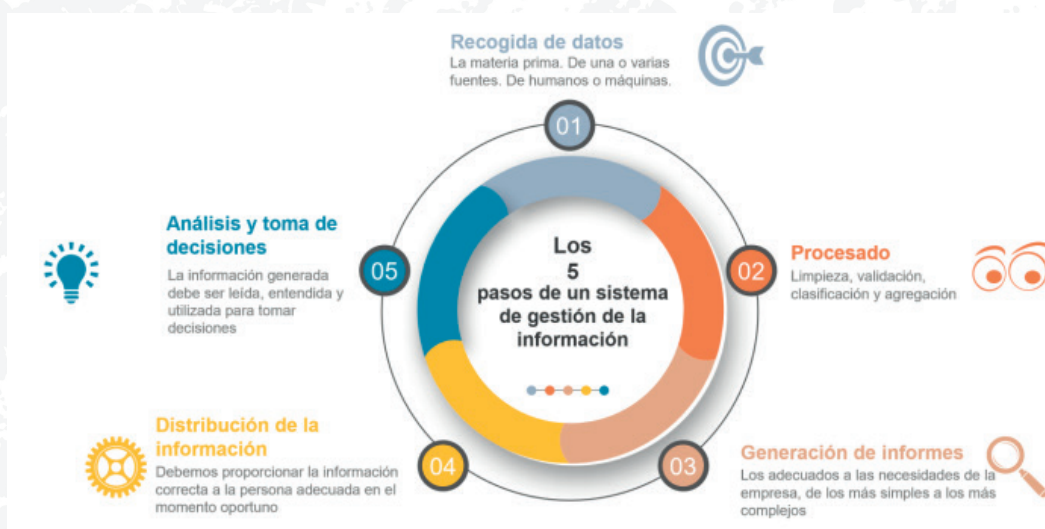 Recogida de datos
La materia prima. De una o varias
fuentes. De humanos o máquinas.
01
Análisis y toma de
decisiones
La información generada
debe ser leída, entendida y
utilizada para tomar
decisiones
05
Los
5
pasos de un sistema
de gestión de la
información
02
Procesado
Limpieza, validación,
clasificación y agregación
Distribución de la
información
Debemos proporcionar la información
correcta a la persona adecuada en el
momento oportuno
04
03
Generación de informes
Los adecuados a las necesidades de la
empresa, de los más simples a los más
complejos